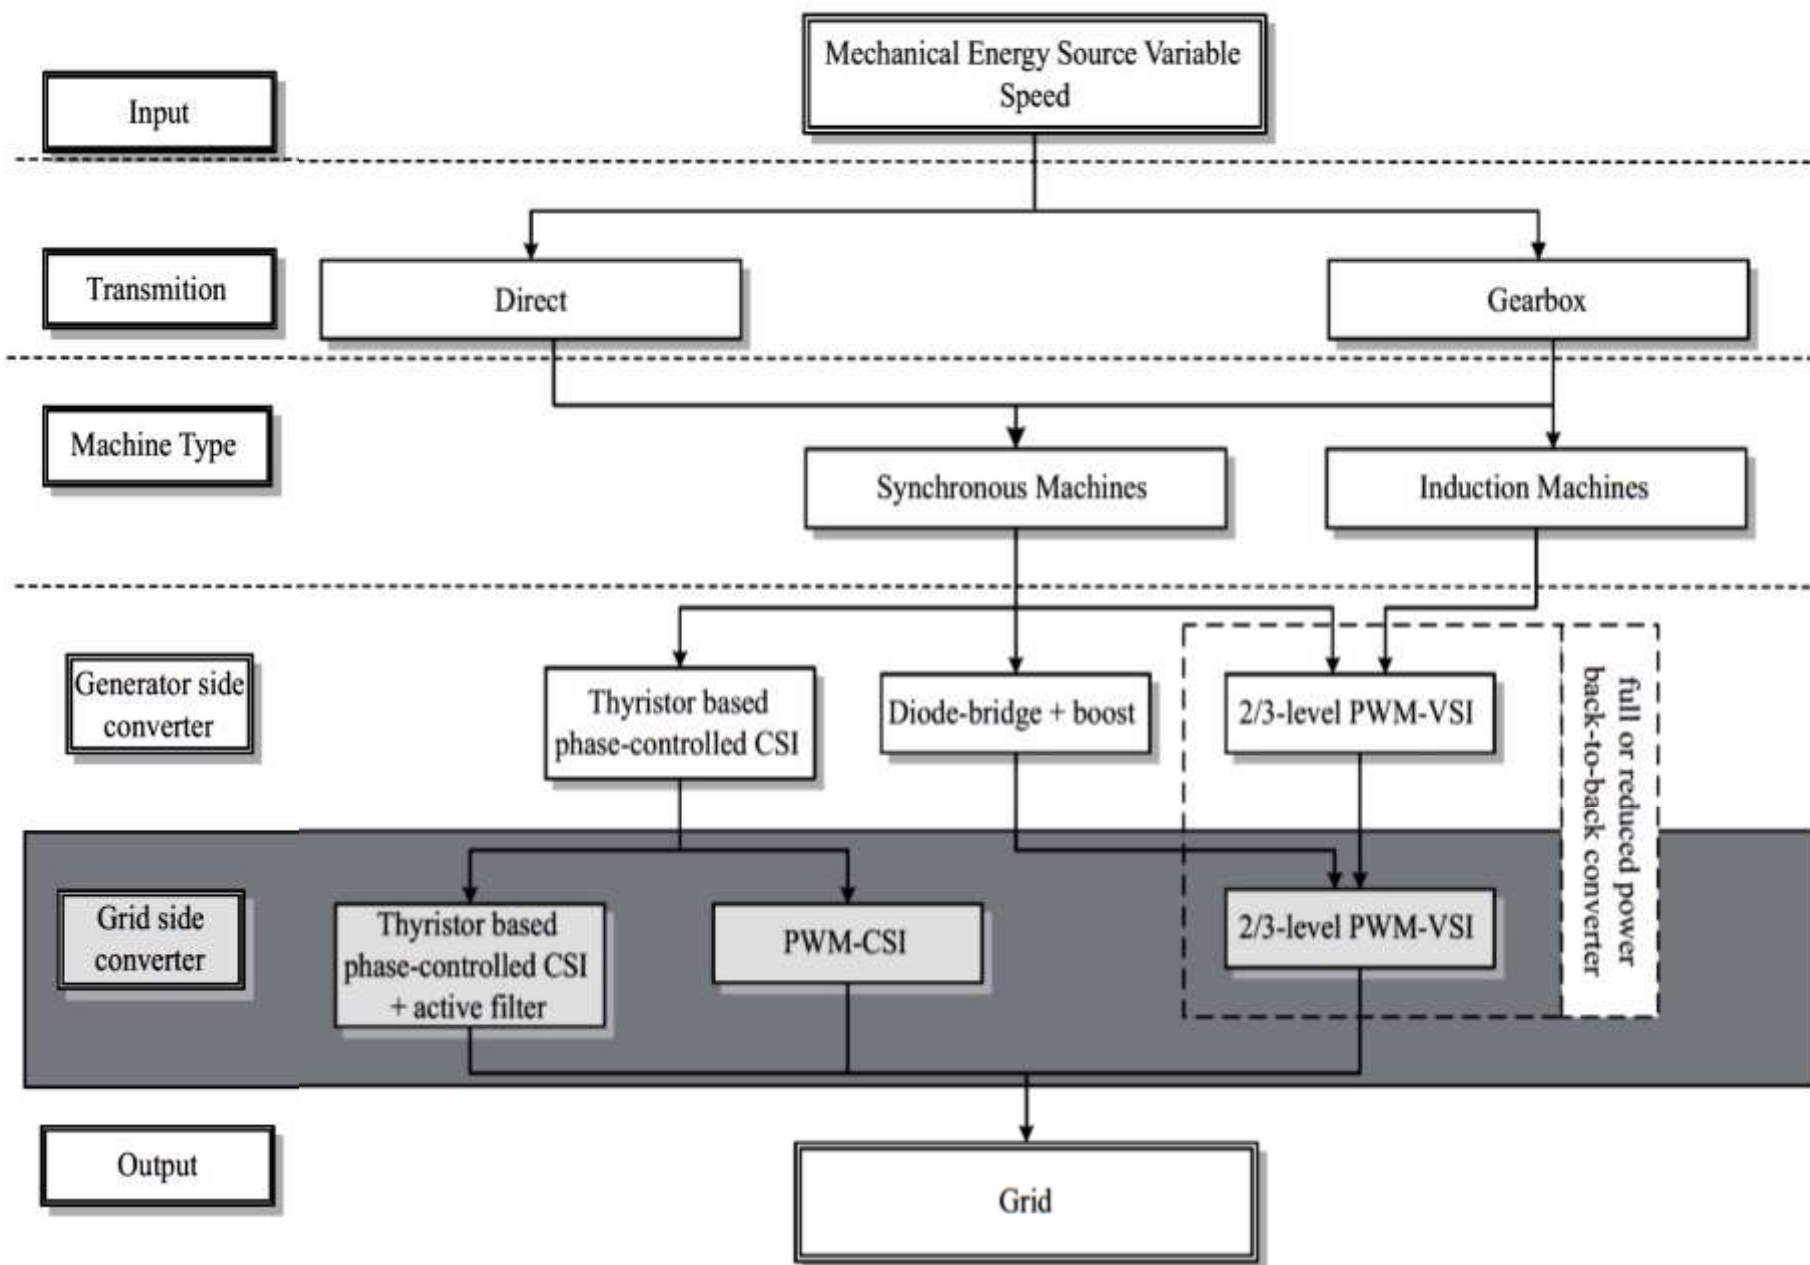 Mechanical Energy Source Variable
Speed
Input
Transmition
Direct
Gearbox
Machine Type
Synchronous Machines
Induction Machines
Generator side
converter
Thyristor based
phase-controlled CSI
Diode-bridge + boost
2/3-level PWM-VSI
full or reduced power
back-to-back converter
Grid side
converter
Thyristor based
phase-controlled CSI
+ active filter
PWM-CSI
2/3-level PWM-VSI
Output
Grid